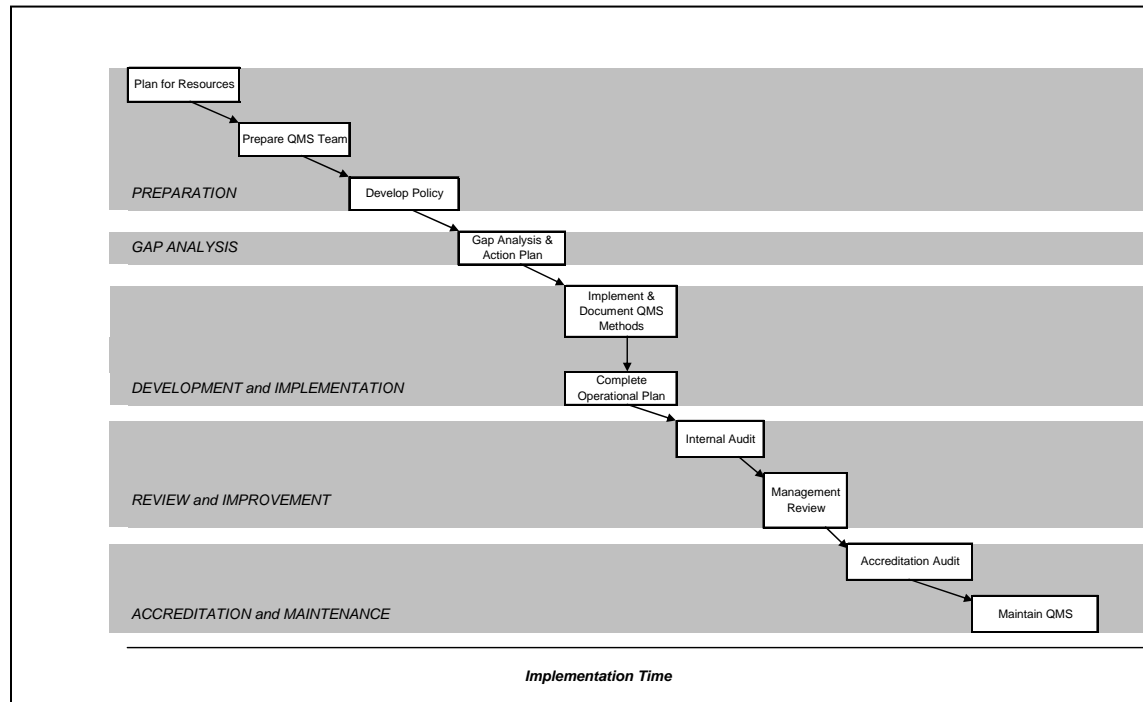 Plan for Resources
Prepare QMS Team
Develop Policy
PREPARATION
Gap Analysis &
Action Plan
GAP ANALYSIS
Implement &
Document QMS
Methods
Complete
Operational Plan
DEVELOPMENT and IMPLEMENTATION
Internal Audit
Management
Review
REVIEW and IMPROVEMENT
Accreditation Audit
Maintain QMS
ACCREDITATION and MAINTENANCE
Implementation Time